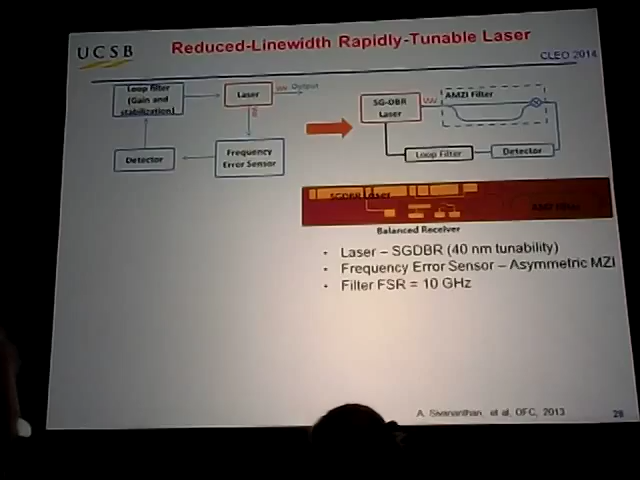 UCSB
Reduced-Linewidth Rapidly-Tunable Laser
CLEO 2014
Loop filter
(Gain and
stabilization)
Laser
Output
Detector
Frequency
Error Sensor
SG-DBR
Laser
AMZI Filter
Loop Filter
Detector
SGDBR Laser
AMZI Filter
Balanced Receiver
· Laser – SGDBR (40 nm tunability)
· Frequency Error Sensor – Asymmetric MZI
· Filter FSR = 10 GHz
A. Sivananthan, et al, OFC, 2013
28